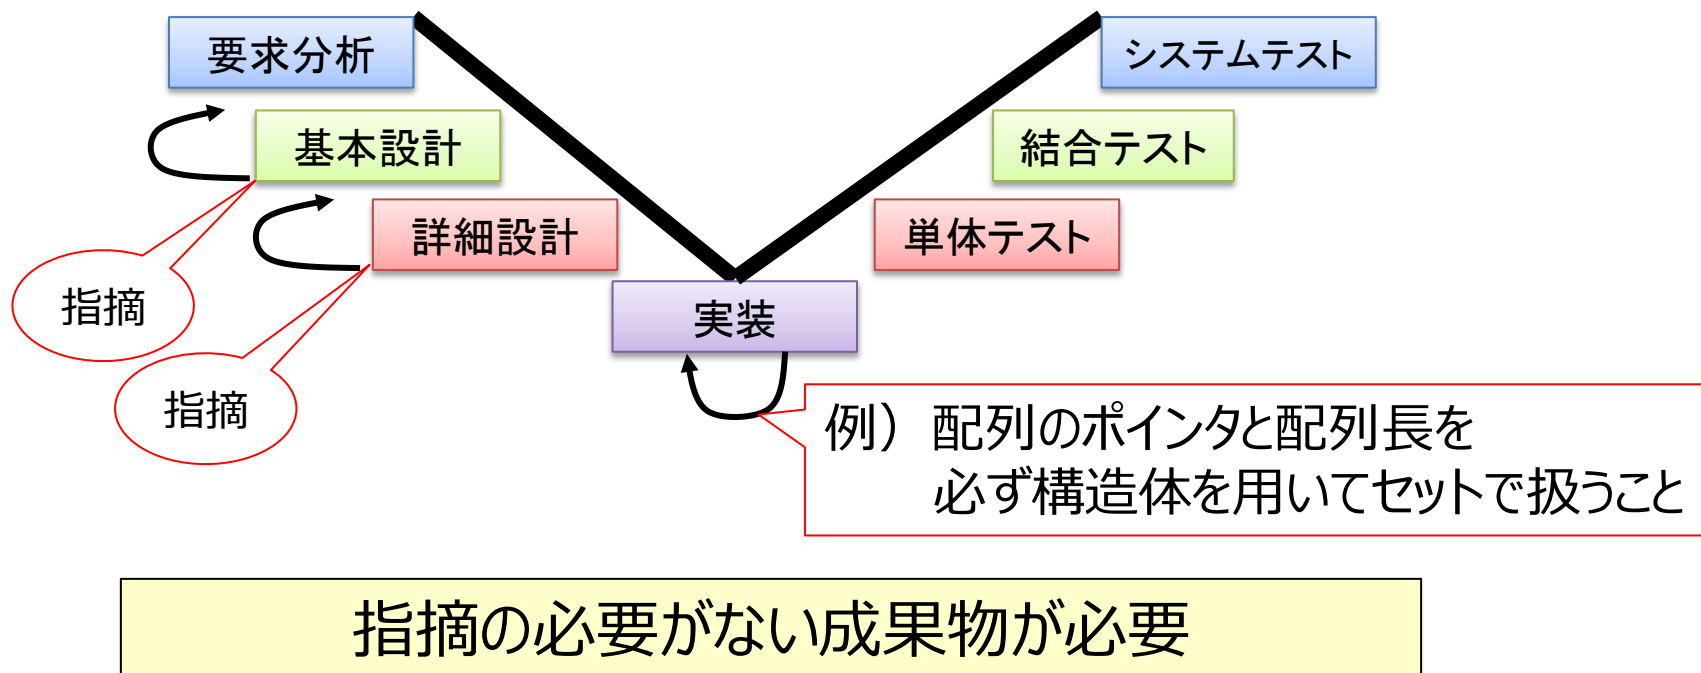 要求分析
システムテスト
基本設計
結合テスト
詳細設計
単体テスト
指摘
実装
指摘
例）配列のポインタと配列長を
必ず構造体を用いてセットで扱うこと
指摘の必要がない成果物が必要